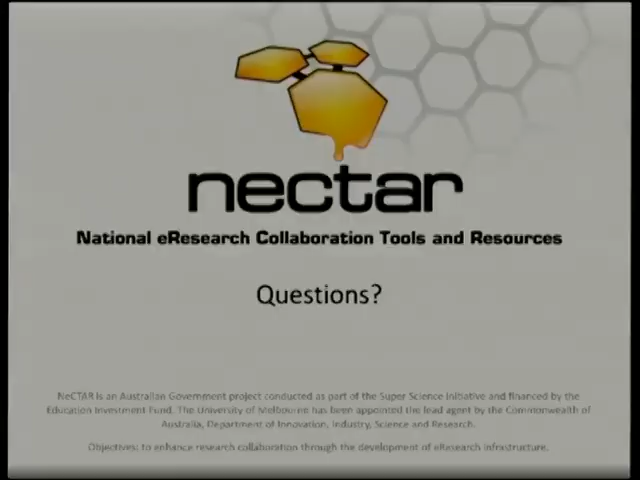 nectar
National eResearch Collaboration Tools and Resources
Questions?
NeCTAR is an Australian Government project conducted as part of the Super Science Initiative and financed by the
Education Investment Fund. The University of Melbourne has been appointed the lead agent by the Commonwealth of
Australia, Department of Innovation, Industry, Science and Research.
Objectives: to enhance research collaboration through the development of eResearch infrastructure.